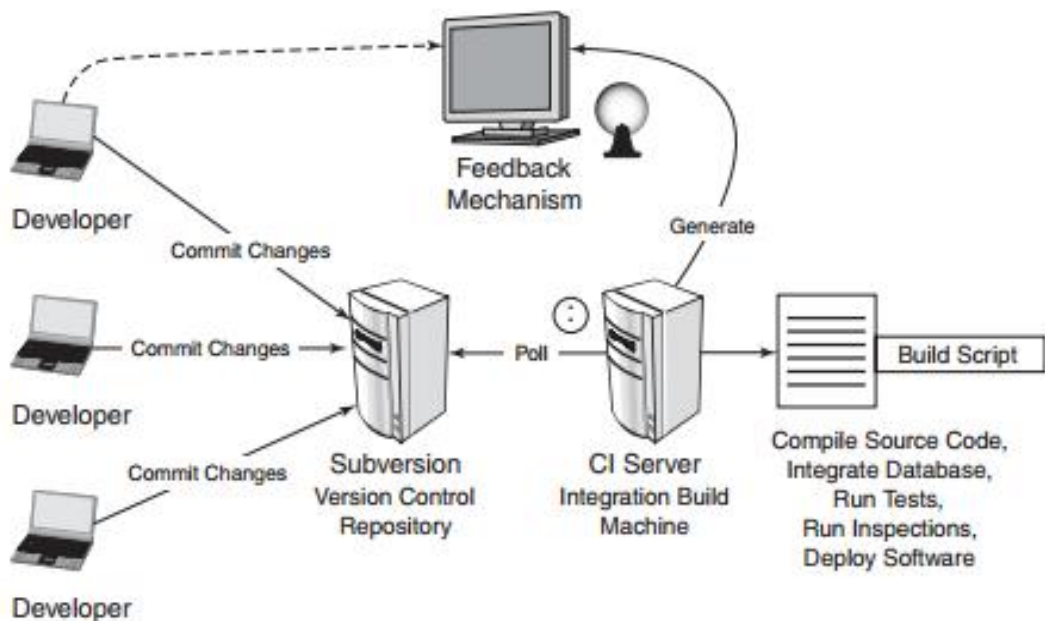 Feedback
Mechanism
Developer
Commit Changes
Generate
Commit Changes
Poll
Build Script
Developer
Commit Changes
Subversion
Version Control
Repository
CI Server
Integration Build
Machine
Compile Source Code,
Integrate Database,
Run Tests,
Run Inspections,
Deploy Software
Developer